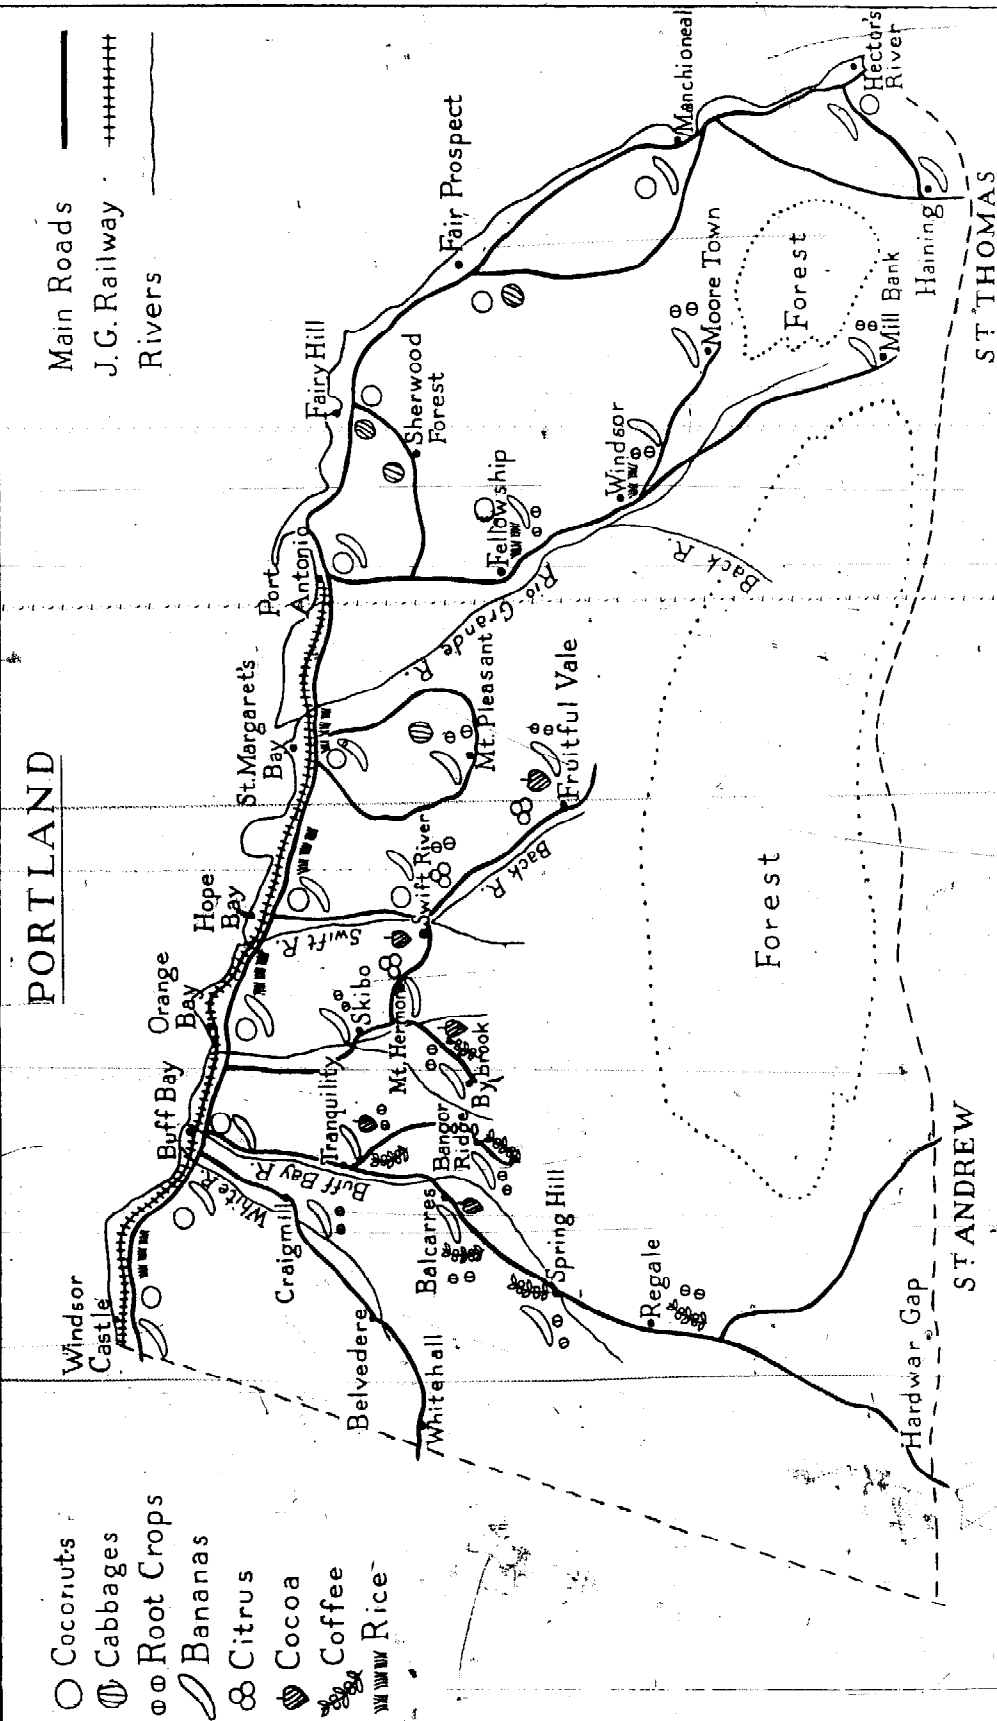 PORTLAND
Main Roads
J.G. Railway
Rivers
Coconuts
Cabbages
Root Crops
Bananas
Citrus
Cocoa
Coffee
Rice
Windsor
Castle
Buff Bay
Orange
Bay
Hope
Bay
St. Margaret's
Bay
Port
Antonio
Fairy Hill
Fair Prospect
Manchioneal
Hector's
River
White R.
Craigmill
Belvedere
Whitehall
Buff Bay R.
Tranquility
Balcarres
Bangor
Ridge
Spring Hill
Regale
Hardwar Gap
Skibo
Mt. Hermon
Bybrook
Swift R.
Swift River
Back R.
Fruitful Vale
Mt. Pleasant
R.
Rio Grande
Back R.
Fellowship
Sherwood
Forest
Windsor
Moore Town
Mill Bank
Haining
Forest
Forest
ST ANDREW
ST THOMAS